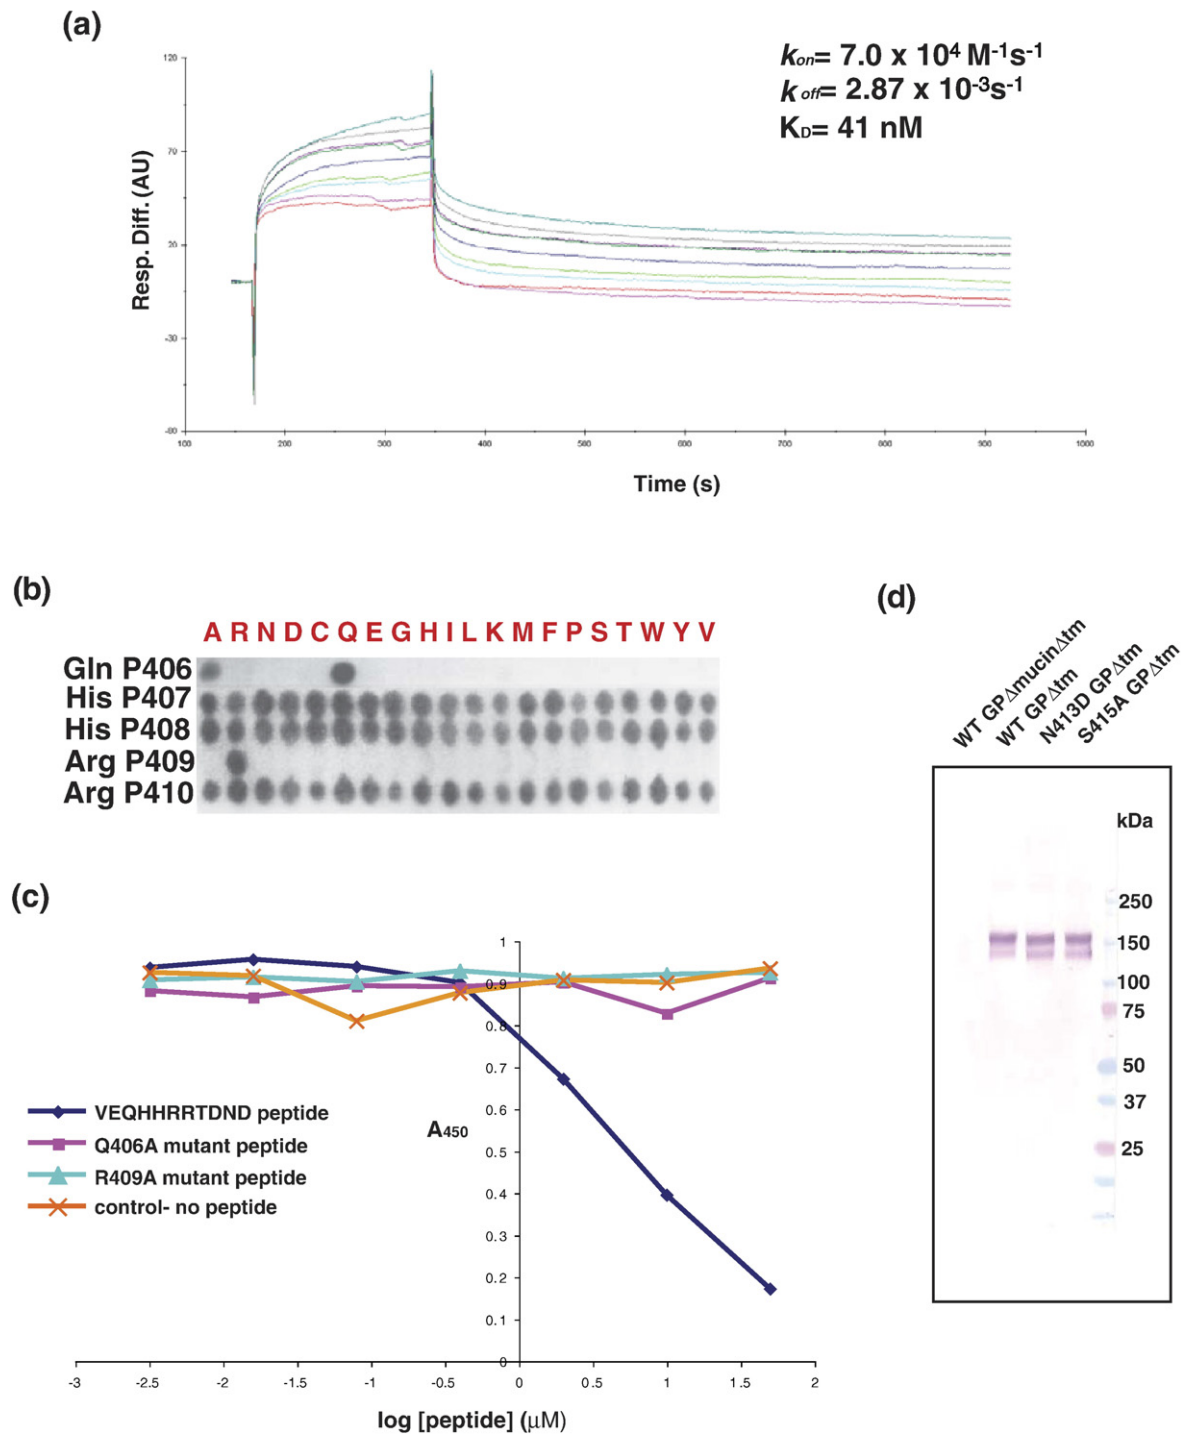 (a)
k on= 7.0 x 10⁴ M⁻¹s⁻¹
k off= 2.87 x 10⁻³s⁻¹
KD= 41 nM
Resp. Diff. (AU)
120
70
20
-30
-80
100 200 300 400 500 600 700 800 900 1000
Time (s)
(b)
A R N D C Q E G H I L K M F P S T W Y V
Gln P406
His P407
His P408
Arg P409
Arg P410
(c)
1
0.9
0.8
0.7
0.6
0.5
0.4
0.3
0.2
0.1
0
A450
VEQHHRRTDND peptide
Q406A mutant peptide
R409A mutant peptide
control- no peptide
-3 -2.5 -2 -1.5 -1 -0.5 0 0.5 1 1.5 2
log [peptide] (µM)
(d)
WT GPΔmucinΔtm
WT GPΔtm
N413D GPΔtm
S415A GPΔtm
kDa
250
150
100
75
50
37
25